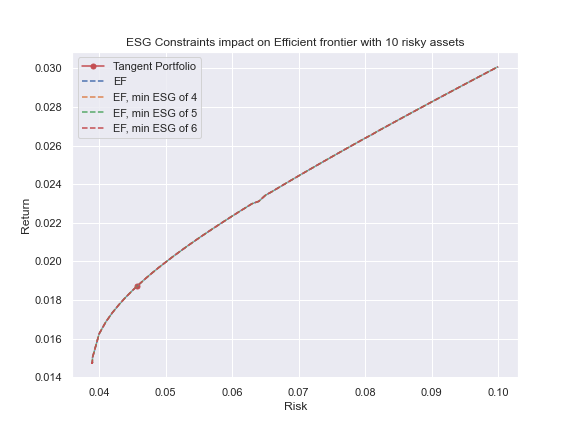 ESG Constraints impact on Efficient frontier with 10 risky assets
Tangent Portfolio
EF
EF, min ESG of 4
EF, min ESG of 5
EF, min ESG of 6
Return
0.030
0.028
0.026
0.024
0.022
0.020
0.018
0.016
0.014
0.04 0.05 0.06 0.07 0.08 0.09 0.10
Risk